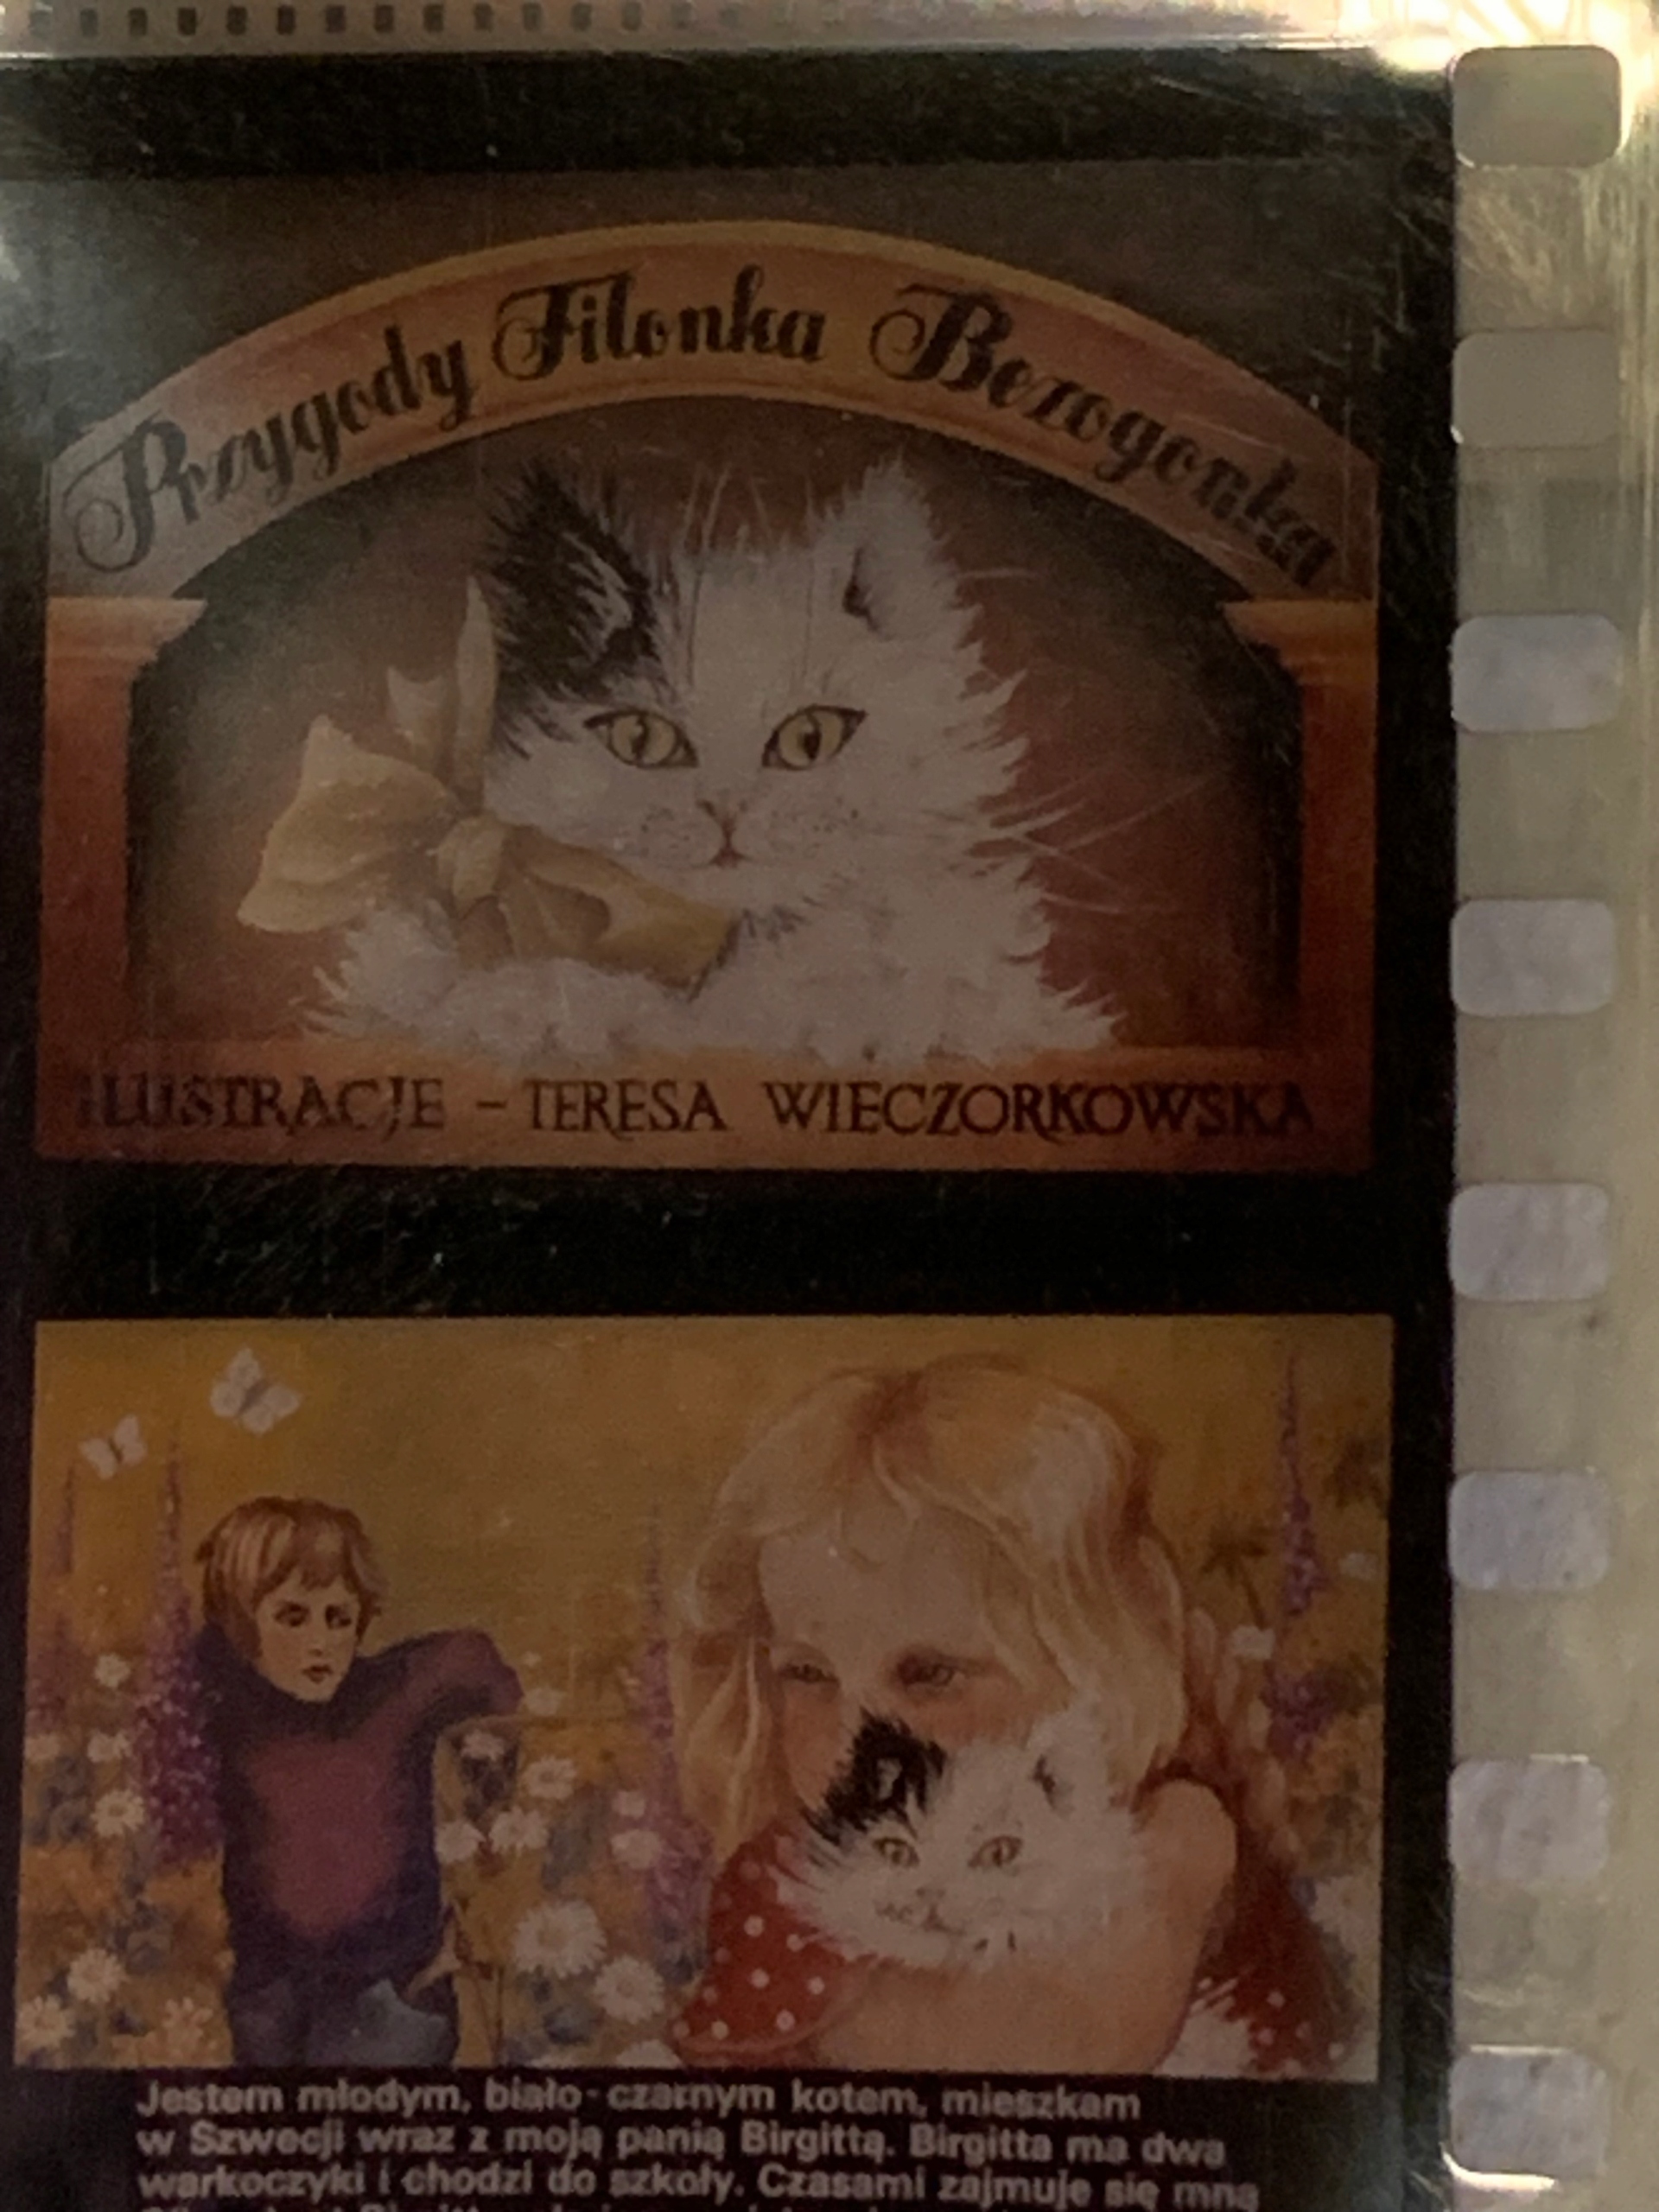 Przygody Filonka Bezogonka
ILUSTRACJE – TERESA WIECZORKOWSKA
Jestem młodym, biało-czarnym kotem, mieszkam
w Szwecji wraz z moją panią Birgittą. Birgitta ma dwa
warkoczyki i chodzi do szkoły. Czasami zajmuje się mną